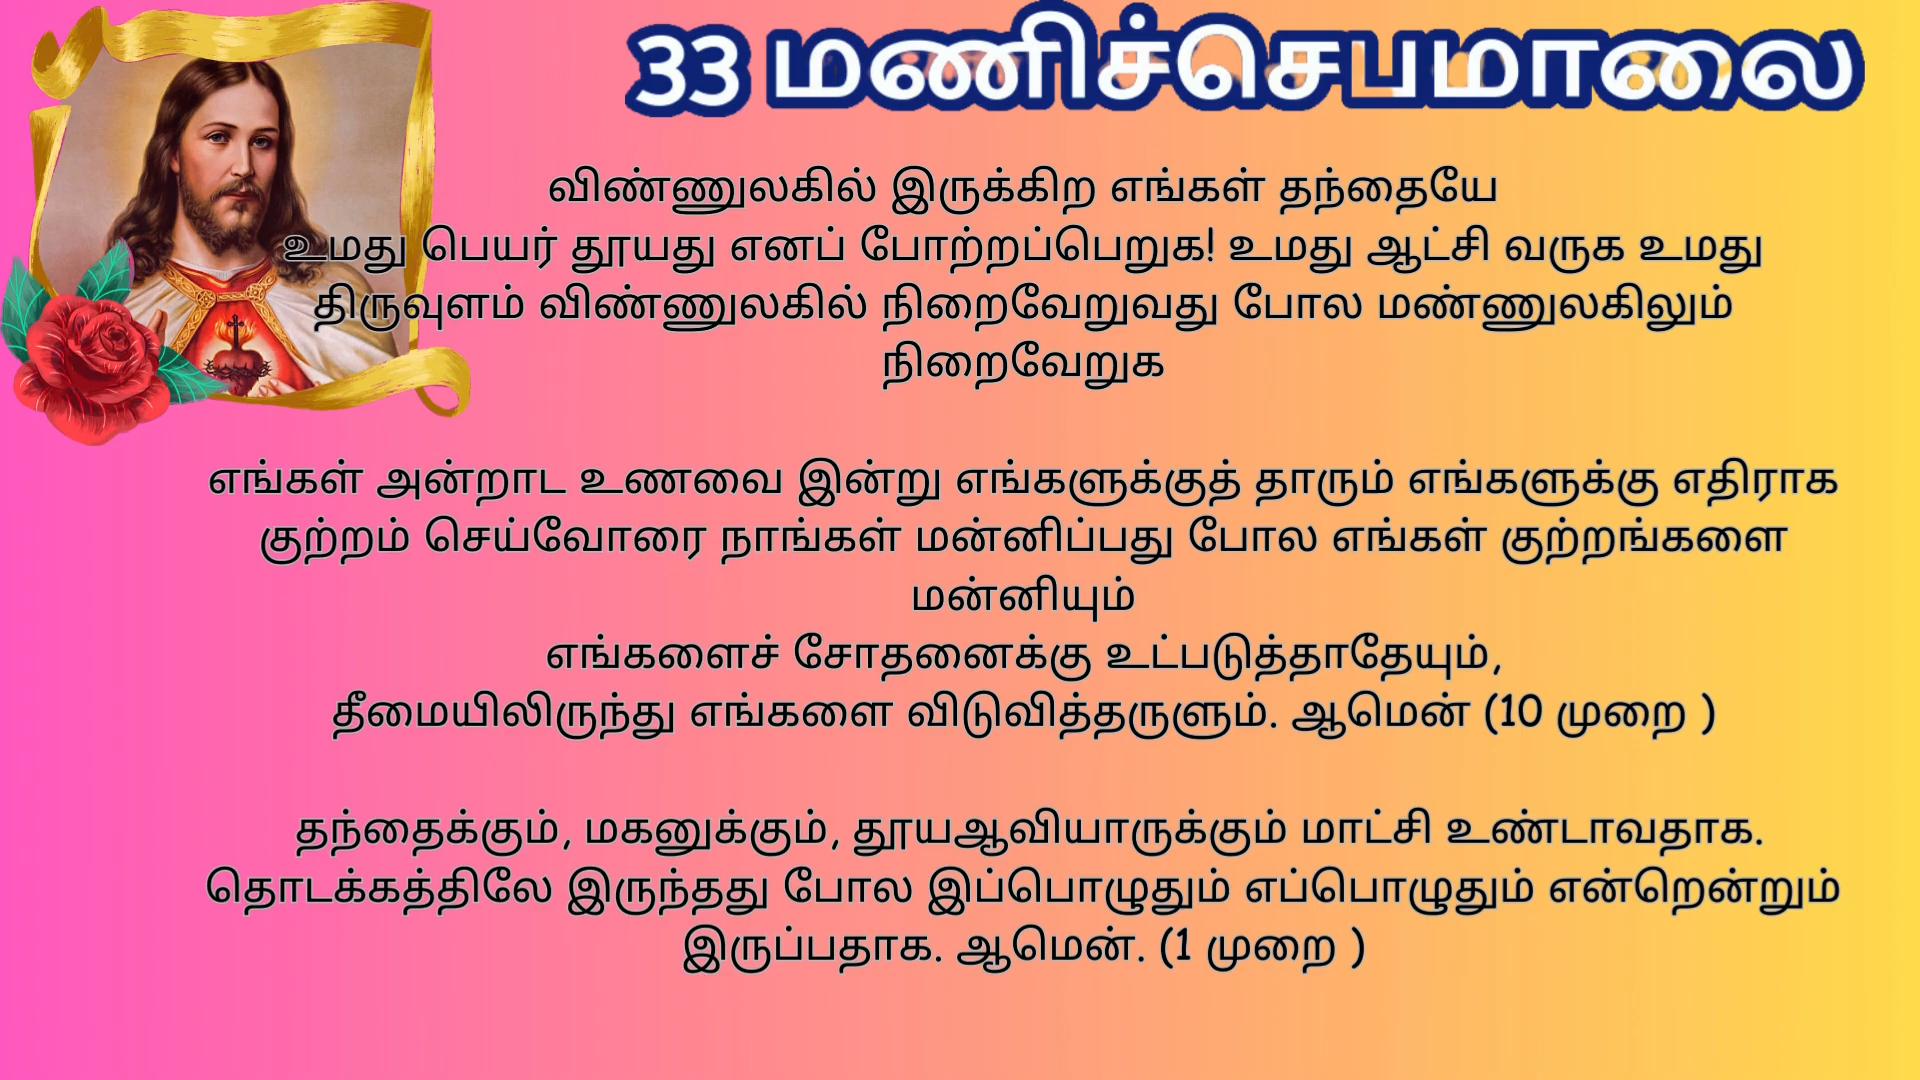 33 மணிச்செபமாலை
விண்ணுலகில் இருக்கிற எங்கள் தந்தையே
உமது பெயர் தூயது எனப் போற்றப்பெறுக! உமது ஆட்சி வருக உமது
திருவுளம் விண்ணுலகில் நிறைவேறுவது போல மண்ணுலகிலும்
நிறைவேறுக
எங்கள் அன்றாட உணவை இன்று எங்களுக்குத் தாரும் எங்களுக்கு எதிராக
குற்றம் செய்வோரை நாங்கள் மன்னிப்பது போல எங்கள் குற்றங்களை
மன்னியும்
எங்களைச் சோதனைக்கு உட்படுத்தாதேயும்,
தீமையிலிருந்து எங்களை விடுவித்தருளும். ஆமென் (10 முறை )
தந்தைக்கும், மகனுக்கும், தூயஆவியாருக்கும் மாட்சி உண்டாவதாக.
தொடக்கத்திலே இருந்தது போல இப்பொழுதும் எப்பொழுதும் என்றென்றும்
இருப்பதாக. ஆமென். (1 முறை )